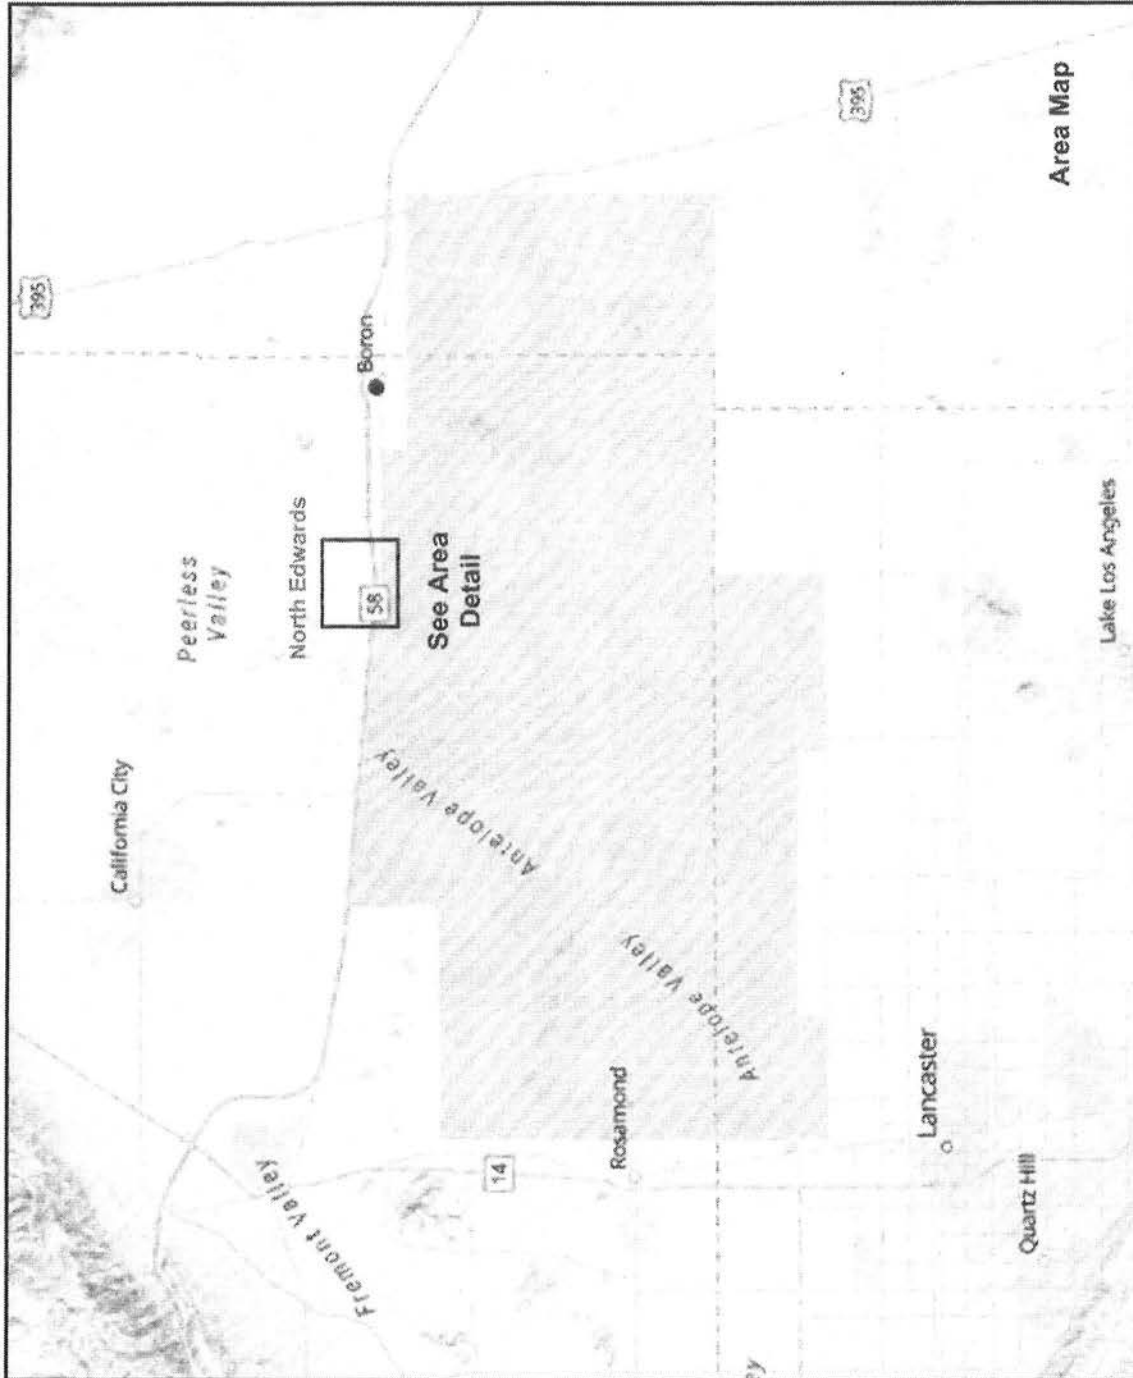 Fremont Valley
California City
Peerless
Valley
395
North Edwards
58
Boron
See Area
Detail
Antelope Valley
14
Rosamond
Antelope Valley
395
Lancaster
Quartz Hill
Lake Los Angeles
Area Map